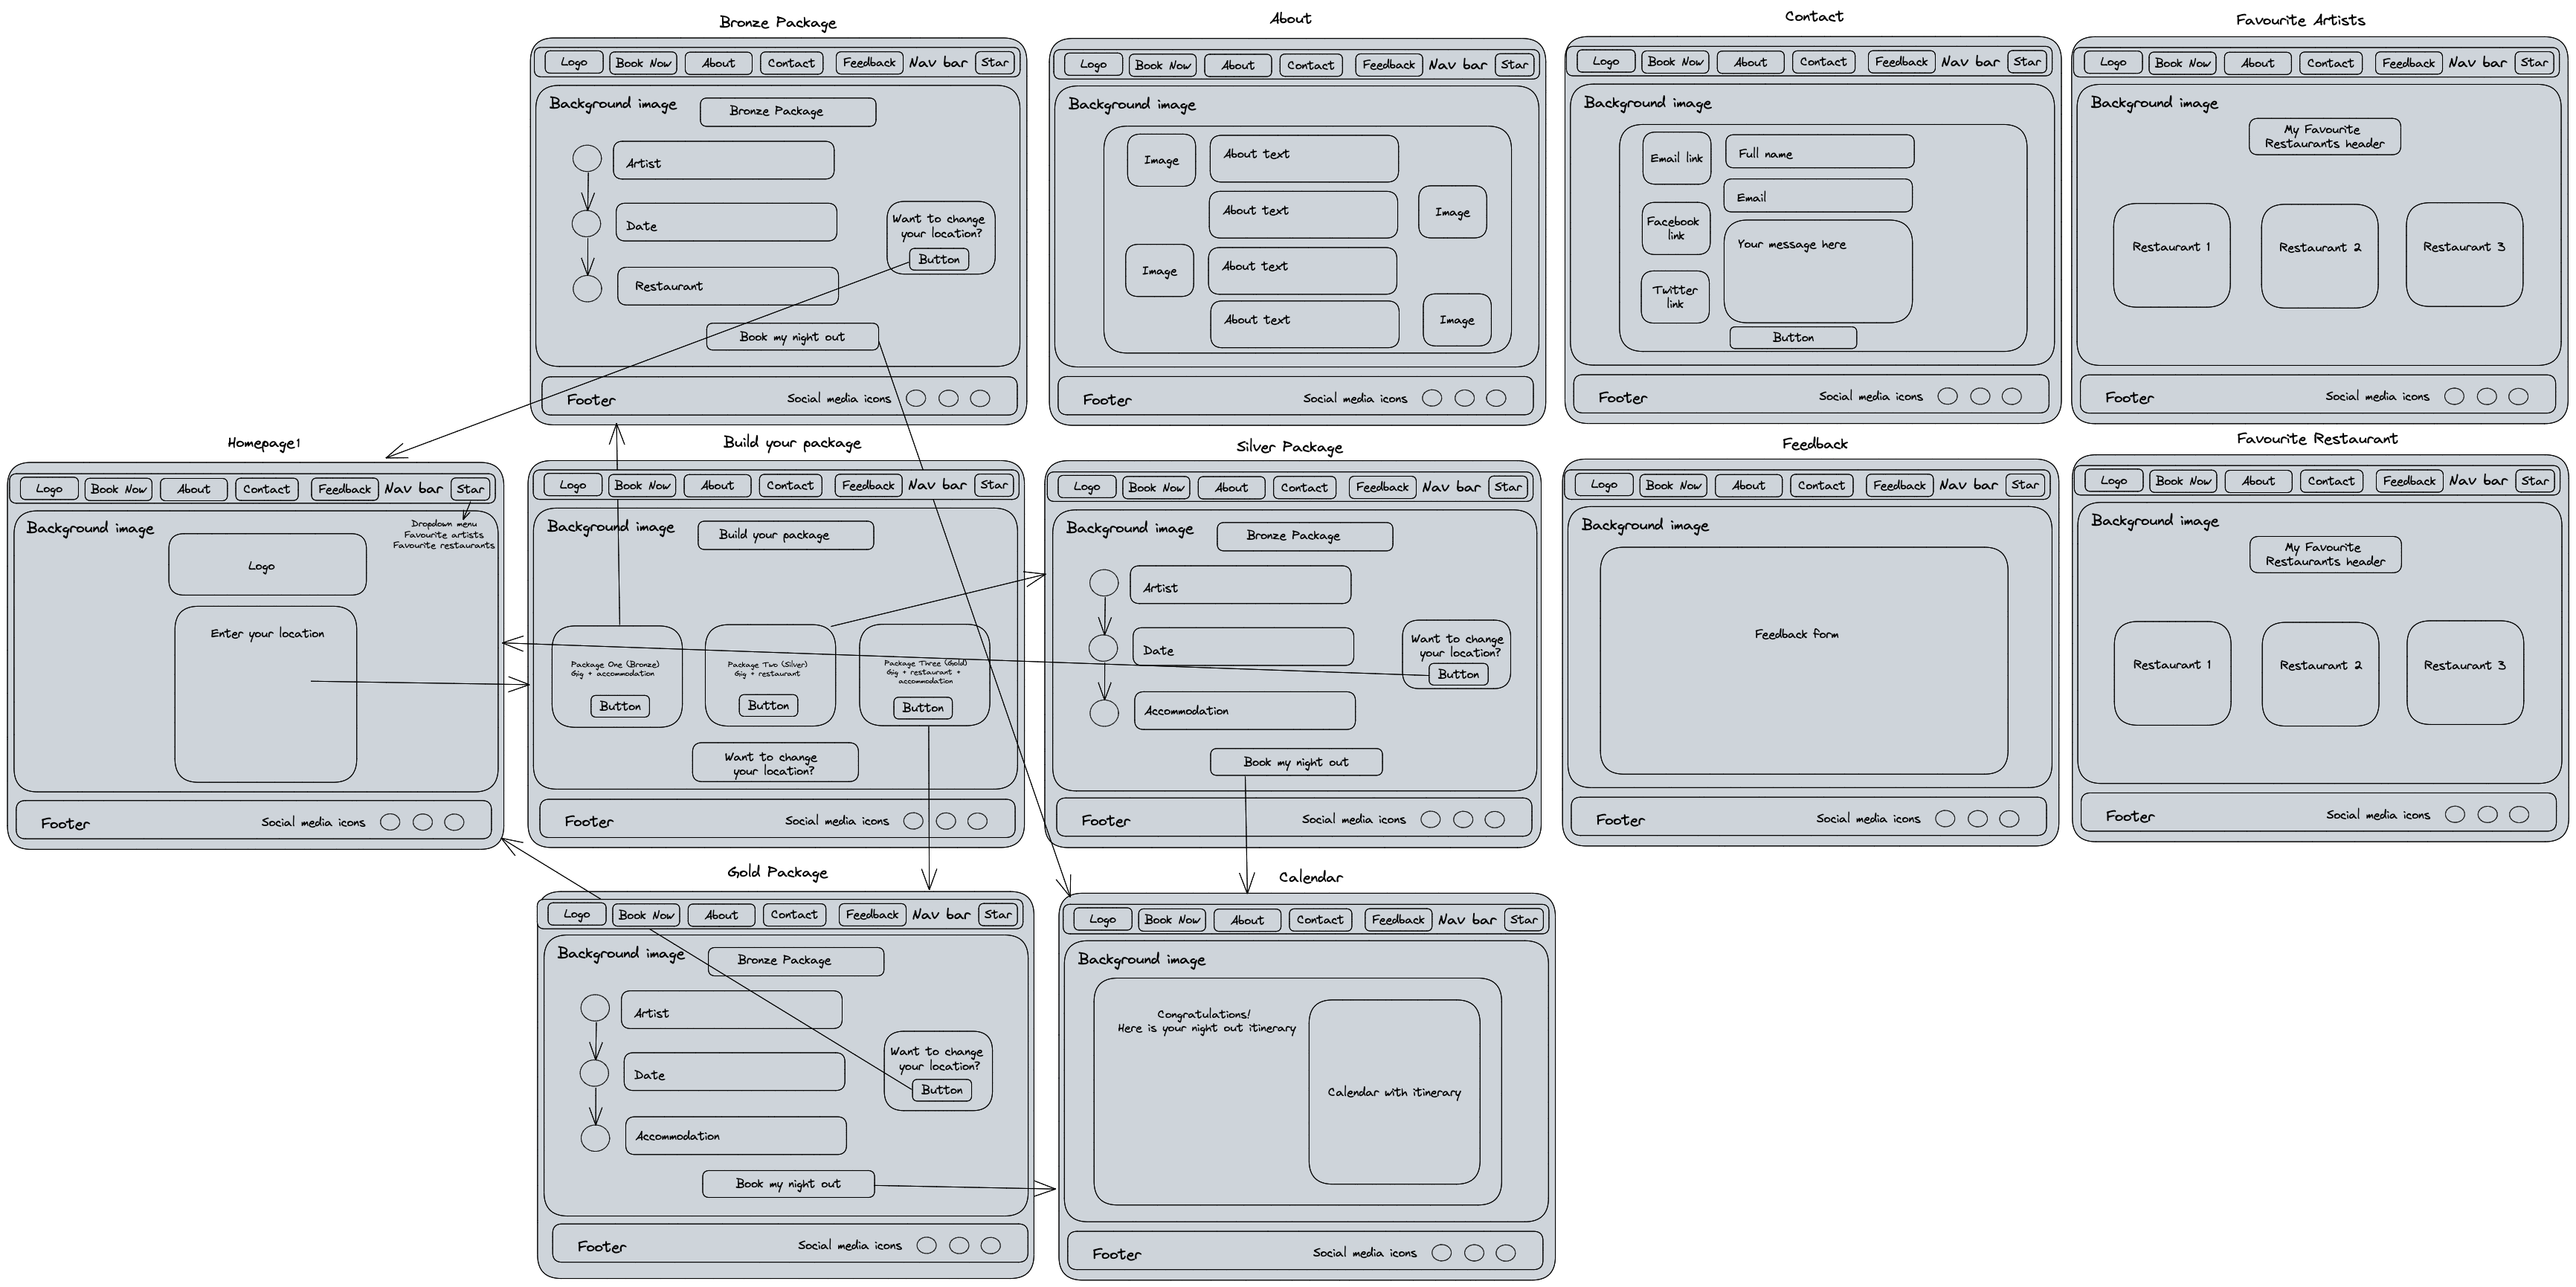 Bronze Package
Logo
Book Now
About
Contact
Feedback
Nav bar
Star
Background image
Bronze Package
Artist
Date
Restaurant
Want to change
your location?
Button
Book my night out
Footer
Social media icons
About
Logo
Book Now
About
Contact
Feedback
Nav bar
Star
Background image
Image
About text
About text
Image
Image
About text
About text
Image
Footer
Social media icons
Contact
Logo
Book Now
About
Contact
Feedback
Nav bar
Star
Background image
Email link
Full name
Email
Facebook
link
Your message here
Twitter
link
Button
Footer
Social media icons
Favourite Artists
Logo
Book Now
About
Contact
Feedback
Nav bar
Star
Background image
My Favourite
Restaurants header
Restaurant 1
Restaurant 2
Restaurant 3
Footer
Social media icons
Homepage1
Logo
Book Now
About
Contact
Feedback
Nav bar
Star
Background image
Dropdown menu
Favourite artists
Favourite restaurants
Logo
Enter your location
Footer
Social media icons
Build your package
Logo
Book Now
About
Contact
Feedback
Nav bar
Star
Background image
Build your package
Package One (Bronze)
Gig + accommodation
Button
Package Two (Silver)
Gig + restaurant
Button
Package Three (Gold)
Gig + restaurant +
accommodation
Button
Want to change
your location?
Footer
Social media icons
Silver Package
Logo
Book Now
About
Contact
Feedback
Nav bar
Star
Background image
Bronze Package
Artist
Date
Accommodation
Want to change
your location?
Button
Book my night out
Footer
Social media icons
Feedback
Logo
Book Now
About
Contact
Feedback
Nav bar
Star
Background image
Feedback form
Footer
Social media icons
Favourite Restaurant
Logo
Book Now
About
Contact
Feedback
Nav bar
Star
Background image
My Favourite
Restaurants header
Restaurant 1
Restaurant 2
Restaurant 3
Footer
Social media icons
Gold Package
Logo
Book Now
About
Contact
Feedback
Nav bar
Star
Background image
Bronze Package
Artist
Date
Accommodation
Want to change
your location?
Button
Book my night out
Footer
Social media icons
Calendar
Logo
Book Now
About
Contact
Feedback
Nav bar
Star
Background image
Congratulations!
Here is your night out itinerary
Calendar with itinerary
Footer
Social media icons